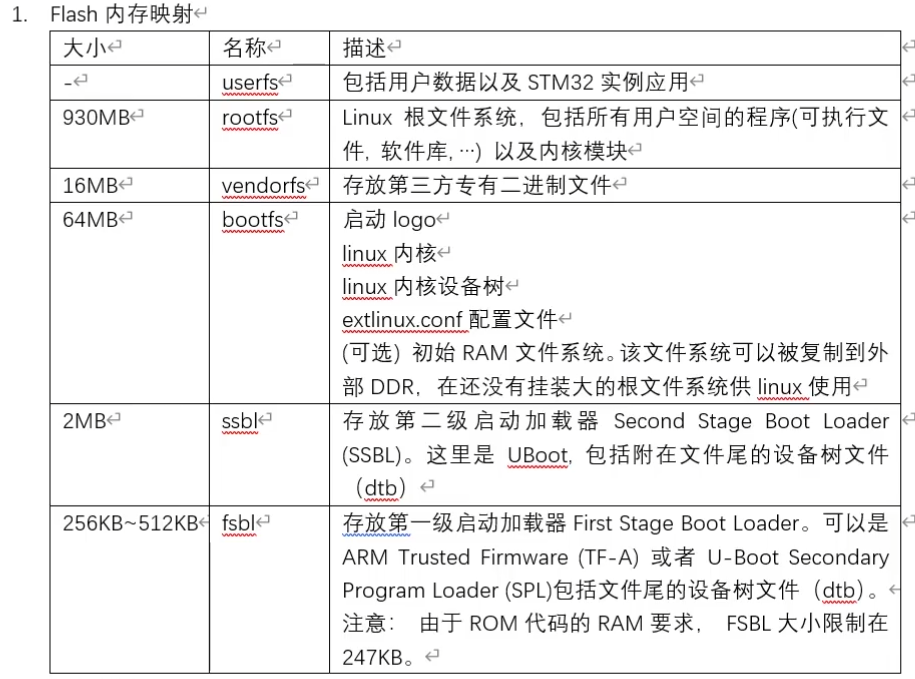 1. Flash 内存映射
大小 名称 描述
- userfs 包括用户数据以及 STM32 实例应用
930MB rootfs Linux 根文件系统，包括所有用户空间的程序(可执行文
件, 软件库, …) 以及内核模块
16MB vendorfs 存放第三方专有二进制文件
64MB bootfs 启动 logo
linux 内核
linux 内核设备树
extlinux.conf 配置文件
(可选) 初始 RAM 文件系统。该文件系统可以被复制到外
部 DDR，在还没有挂装大的根文件系统供 linux 使用
2MB ssbl 存放第二级启动加载器 Second Stage Boot Loader
(SSBL)。这里是 UBoot, 包括附在文件尾的设备树文件
（dtb）
256KB~512KB fsbl 存放第一级启动加载器 First Stage Boot Loader。可以是
ARM Trusted Firmware (TF-A) 或者 U-Boot Secondary
Program Loader (SPL)包括文件尾的设备树文件（dtb）。
注意： 由于 ROM 代码的 RAM 要求， FSBL 大小限制在
247KB。